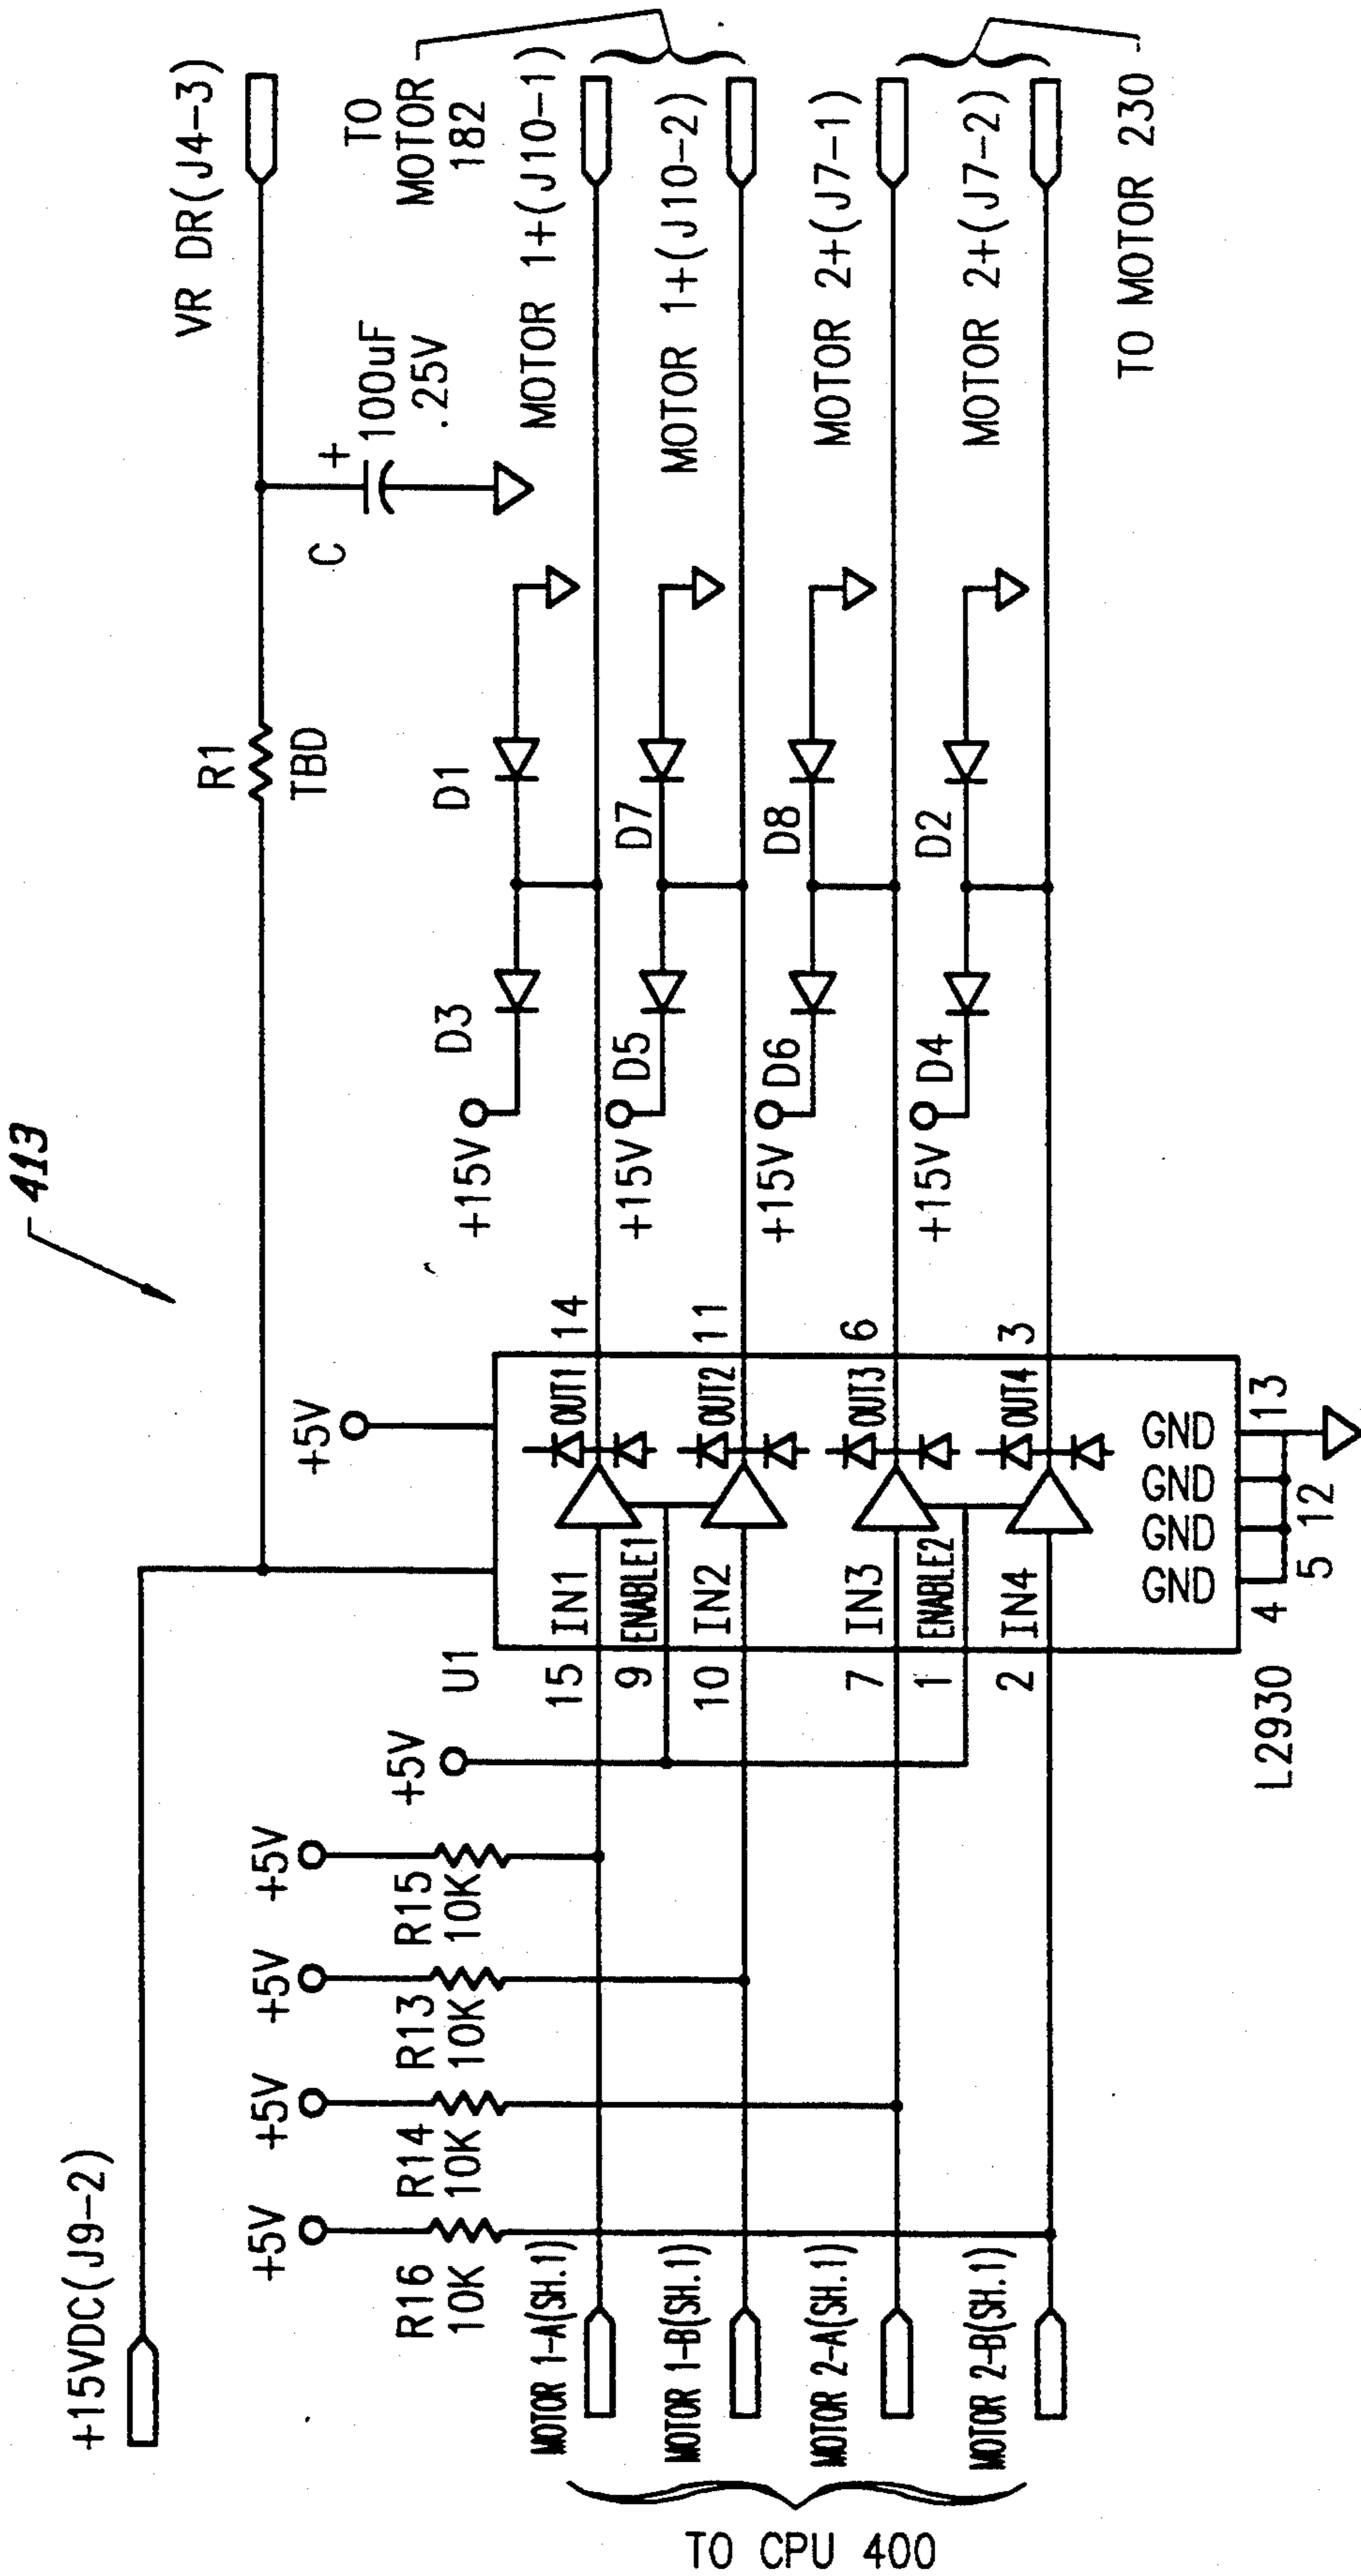 413
+15VDC(J9-2)
VR DR(J4-3)
R1
TBD
C
+
100uF
.25V
TO
MOTOR
182
+5V
R16
10K
+5V
R14
10K
+5V
R13
10K
+5V
R15
10K
+5V
+5V
U1
MOTOR 1-A(SH.1)
15
IN1
OUT1
14
+15V
D3
D1
MOTOR 1+(J10-1)
9
ENABLE1
MOTOR 1-B(SH.1)
10
IN2
OUT2
11
+15V
D5
D7
MOTOR 1+(J10-2)
MOTOR 2-A(SH.1)
7
IN3
OUT3
6
+15V
D6
D8
MOTOR 2+(J7-1)
1
ENABLE2
MOTOR 2-B(SH.1)
2
IN4
OUT4
3
+15V
D4
D2
MOTOR 2+(J7-2)
TO MOTOR 230
GND
GND
GND
GND
4
5
12
13
L2930
TO CPU 400